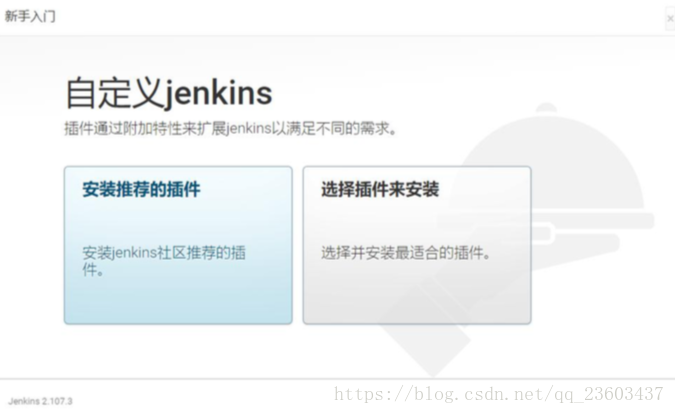 新手入门
×
自定义jenkins
插件通过附加特性来扩展jenkins以满足不同的需求。
安装推荐的插件
安装jenkins社区推荐的插
件。
选择插件来安装
选择并安装最适合的插件。
Jenkins 2.107.3
https://blog.csdn.net/qq_23603437